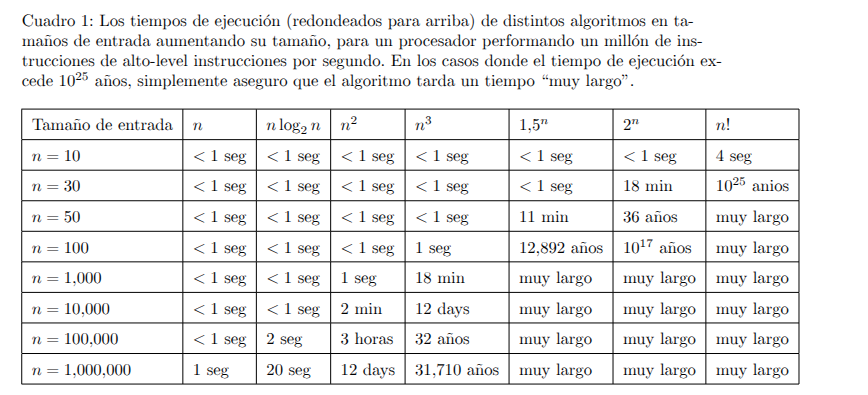 Cuadro 1: Los tiempos de ejecución (redondeados para arriba) de distintos algoritmos en ta-
maños de entrada aumentando su tamaño, para un procesador performando un millón de ins-
trucciones de alto-level instrucciones por segundo. En los casos donde el tiempo de ejecución ex-
cede 10²⁵ años, simplemente aseguro que el algoritmo tarda un tiempo “muy largo”.
Tamaño de entrada n n log₂ n n² n³ 1,5ⁿ 2ⁿ n!
n = 10 < 1 seg < 1 seg < 1 seg < 1 seg < 1 seg < 1 seg 4 seg
n = 30 < 1 seg < 1 seg < 1 seg < 1 seg < 1 seg 18 min 10²⁵ anios
n = 50 < 1 seg < 1 seg < 1 seg < 1 seg 11 min 36 años muy largo
n = 100 < 1 seg < 1 seg < 1 seg 1 seg 12,892 años 10¹⁷ años muy largo
n = 1,000 < 1 seg < 1 seg 1 seg 18 min muy largo muy largo muy largo
n = 10,000 < 1 seg < 1 seg 2 min 12 days muy largo muy largo muy largo
n = 100,000 < 1 seg 2 seg 3 horas 32 años muy largo muy largo muy largo
n = 1,000,000 1 seg 20 seg 12 days 31,710 años muy largo muy largo muy largo